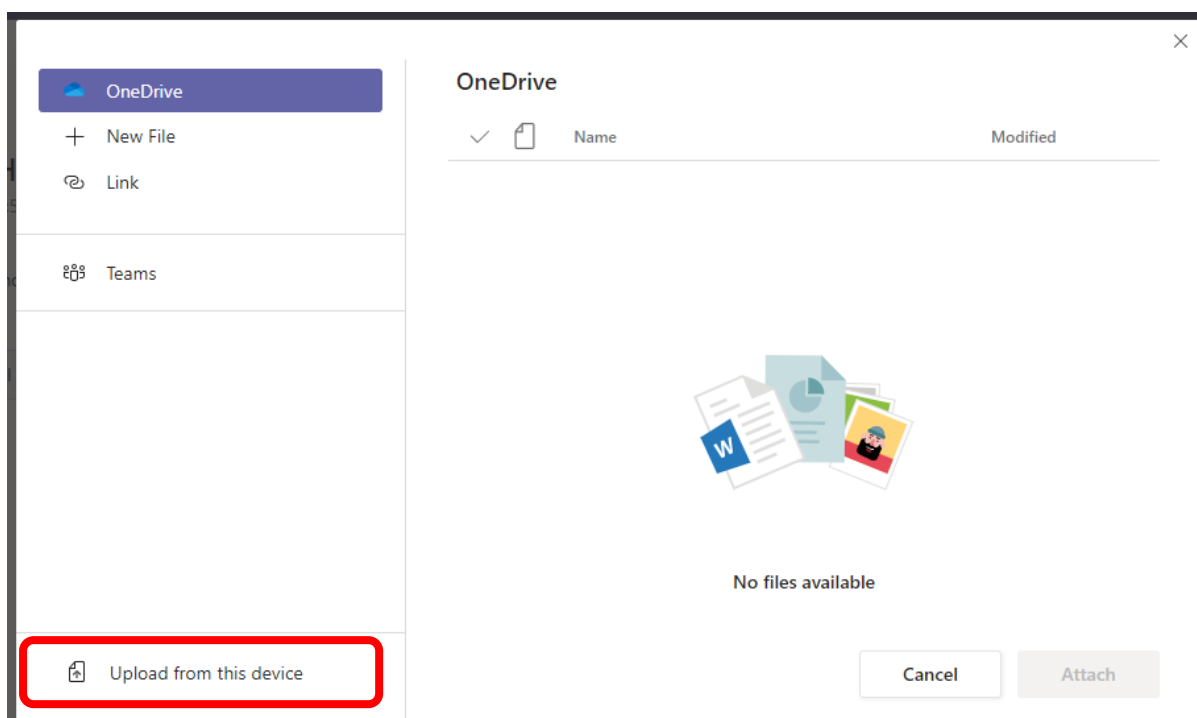 OneDrive
New File
Link
Teams
Upload from this device
OneDrive
Name Modified
W
No files available
Cancel Attach